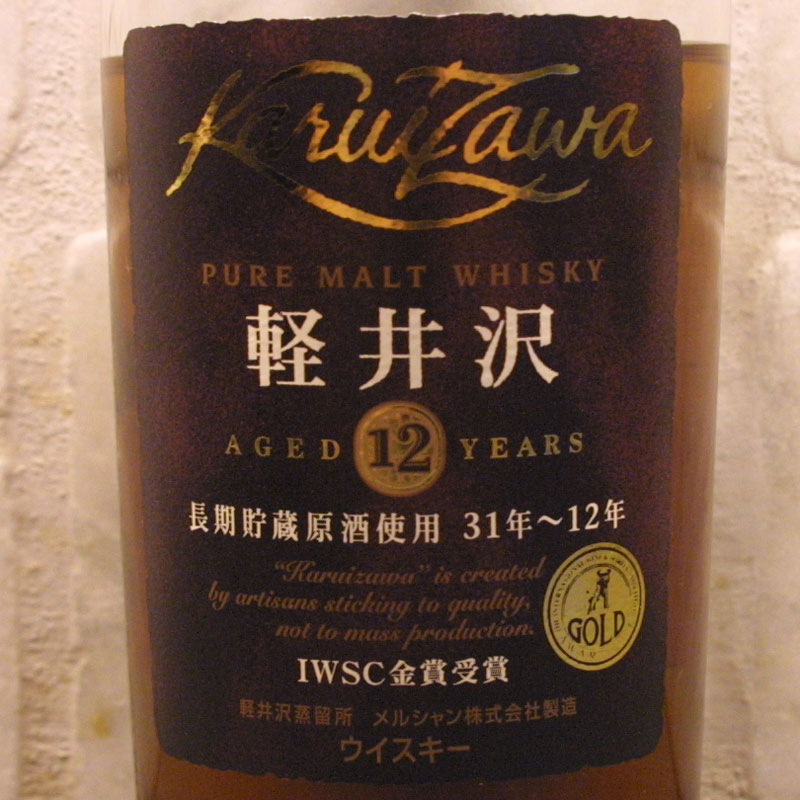 KaruiZawa
PURE MALT WHISKY
軽井沢
AGED 12 YEARS
長期貯蔵原酒使用 31年～12年
"Karuizawa" is created
by artisans sticking to quality,
not to mass production.
GOLD
IWSC金賞受賞
軽井沢蒸留所 メルシャン株式会社製造
ウイスキー